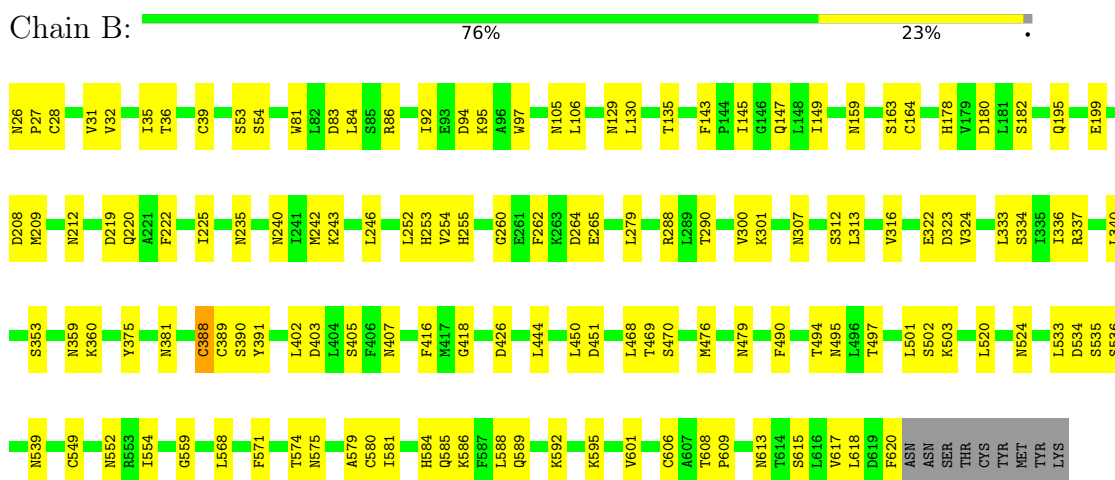 Chain B:
76% 23% •
N26 P27 C28 V31 V32 I35 T36 C39 S53 S54 W81 L82 D83 L84 S85 R86 I92 E93 D94 K95 A96 W97 N105 L106 N129 L130 T135 F143 P144 I145 G146 Q147 L148 I149 N159 S163 C164 H178 V179 D180 L181 S182 Q195 E199
D208 M209 N212 D219 Q220 A221 F222 I225 N235 N240 I241 M242 K243 L246 L252 H253 V254 H255 G260 E261 F262 K263 D264 E265 L279 R288 L289 T290 V300 K301 N307 S312 L313 V316 E322 D323 V324 L333 S334 I335 I336 R337 L340
S353 N359 K360 Y375 N381 C388 C389 S390 Y391 L402 D403 L404 S405 F406 N407 F416 M417 G418 D426 L444 L450 D451 L468 T469 S470 M476 N479 F490 T494 N495 L496 T497 L501 S502 K503 L520 N524 L533 D534 S535 S536
N539 C549 N552 R553 I554 G559 L568 F571 T574 N575 A579 C580 I581 H584 Q585 K586 F587 L588 Q589 K592 K595 V601 C606 A607 T608 P609 N613 T614 S615 L616 V617 L618 D619 F620 ASN ASN SER THR CYS TYR MET TYR LYS